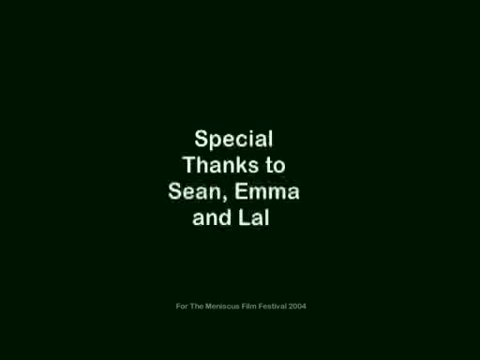 Special
Thanks to
Sean, Emma
and Lal
For The Meniscus Film Festival 2004